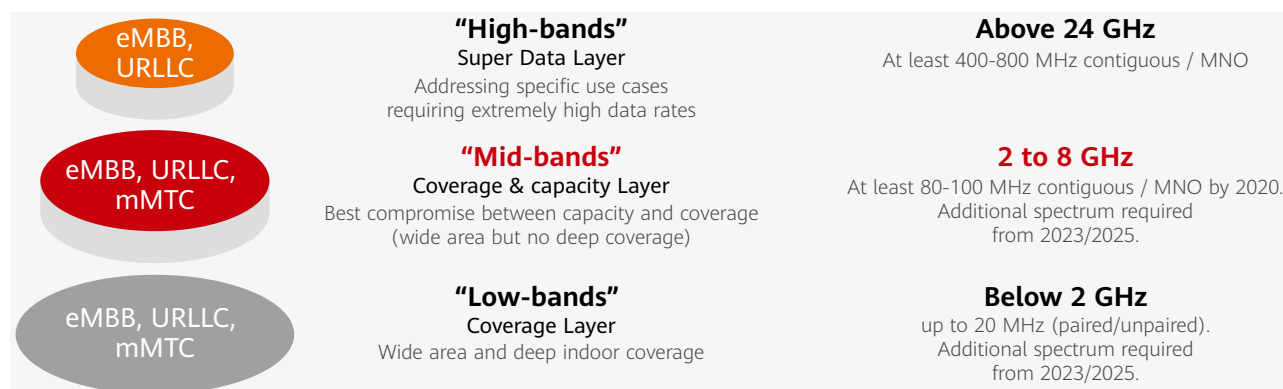 eMBB,
URLLC
“High-bands”
Super Data Layer
Addressing specific use cases
requiring extremely high data rates
Above 24 GHz
At least 400-800 MHz contiguous / MNO
eMBB, URLLC,
mMTC
“Mid-bands”
Coverage & capacity Layer
Best compromise between capacity and coverage
(wide area but no deep coverage)
2 to 8 GHz
At least 80-100 MHz contiguous / MNO by 2020.
Additional spectrum required
from 2023/2025.
eMBB, URLLC,
mMTC
“Low-bands”
Coverage Layer
Wide area and deep indoor coverage
Below 2 GHz
up to 20 MHz (paired/unpaired).
Additional spectrum required
from 2023/2025.